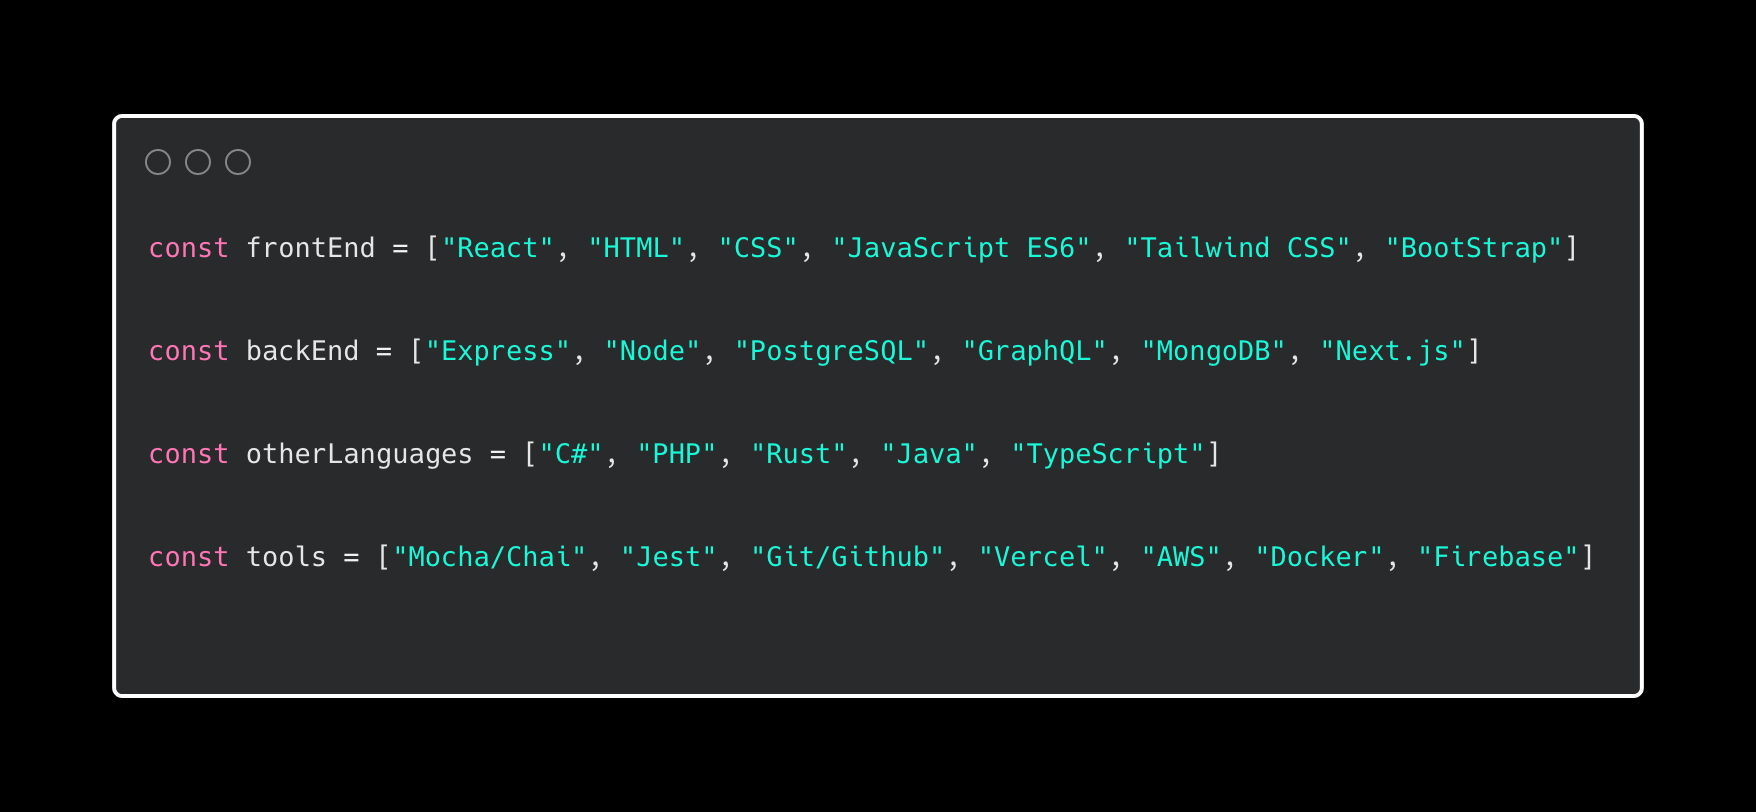 const frontEnd = ["React", "HTML", "CSS", "JavaScript ES6", "Tailwind CSS", "BootStrap"]
const backEnd = ["Express", "Node", "PostgreSQL", "GraphQL", "MongoDB", "Next.js"]
const otherLanguages = ["C#", "PHP", "Rust", "Java", "TypeScript"]
const tools = ["Mocha/Chai", "Jest", "Git/Github", "Vercel", "AWS", "Docker", "Firebase"]